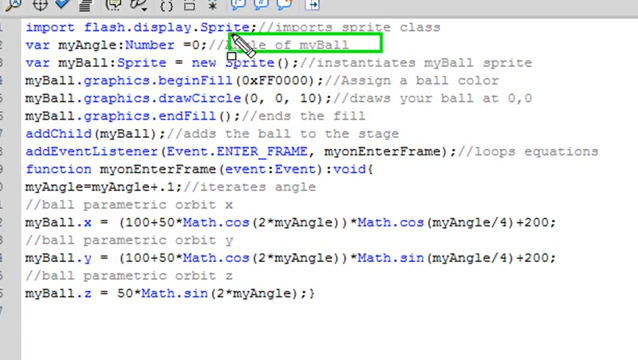 import flash.display.Sprite;//imports sprite class
var myAngle:Number =0;// of myBall
var myBall:Sprite = new Sprite();//instantiates myBall sprite
myBall.graphics.beginFill(0xFF0000);//Assign a ball color
myBall.graphics.drawCircle(0, 0, 10);//draws your ball at 0,0
myBall.graphics.endFill();//ends the fill
addChild(myBall);//adds the ball to the stage
addEventListener(Event.ENTER_FRAME, myonEnterFrame);//loops equations
function myonEnterFrame(event:Event):void{
myAngle=myAngle+.1;//iterates angle
//ball parametric orbit x
myBall.x = (100+50*Math.cos(2*myAngle))*Math.cos(myAngle/4)+200;
//ball parametric orbit y
myBall.y = (100+50*Math.cos(2*myAngle))*Math.sin(myAngle/4)+200;
//ball parametric orbit z
myBall.z = 50*Math.sin(2*myAngle);}